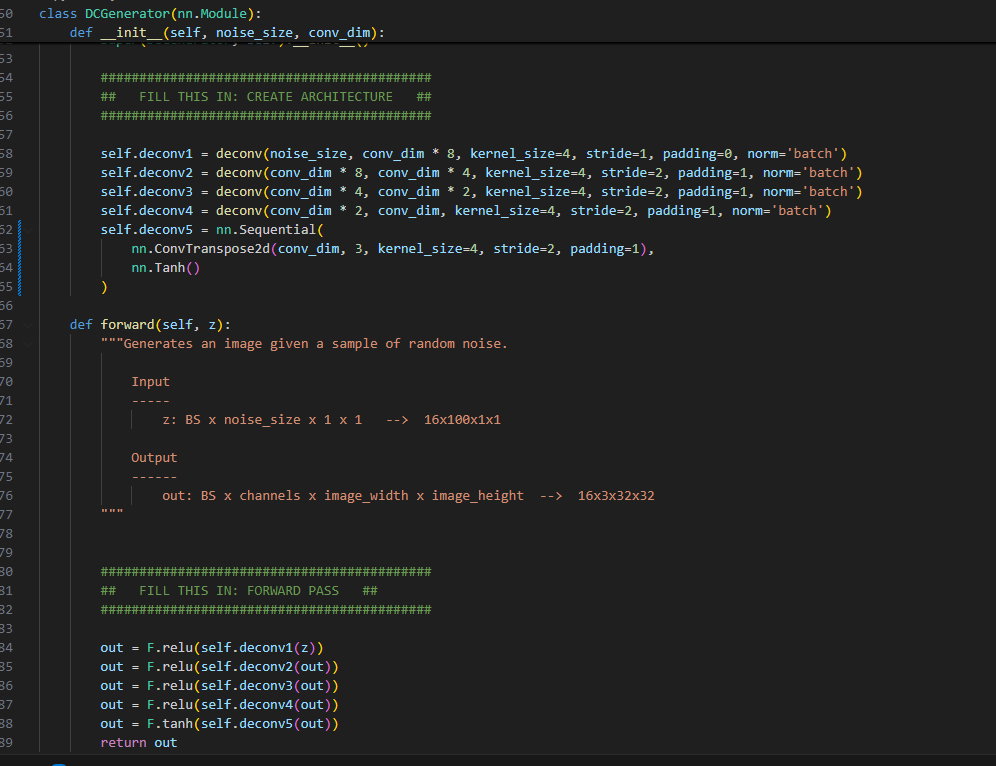 50 class DCGenerator(nn.Module):
51 def __init__(self, noise_size, conv_dim):
53
54 ###########################################
55 ##   FILL THIS IN: CREATE ARCHITECTURE   ##
56 ###########################################
57
58 self.deconv1 = deconv(noise_size, conv_dim * 8, kernel_size=4, stride=1, padding=0, norm='batch')
59 self.deconv2 = deconv(conv_dim * 8, conv_dim * 4, kernel_size=4, stride=2, padding=1, norm='batch')
60 self.deconv3 = deconv(conv_dim * 4, conv_dim * 2, kernel_size=4, stride=2, padding=1, norm='batch')
61 self.deconv4 = deconv(conv_dim * 2, conv_dim, kernel_size=4, stride=2, padding=1, norm='batch')
62 self.deconv5 = nn.Sequential(
63 nn.ConvTranspose2d(conv_dim, 3, kernel_size=4, stride=2, padding=1),
64 nn.Tanh()
65 )
66
67 def forward(self, z):
68 """Generates an image given a sample of random noise.
69
70 Input
71 -----
72 z: BS x noise_size x 1 x 1   -->  16x100x1x1
73
74 Output
75 ------
76 out: BS x channels x image_width x image_height  -->  16x3x32x32
77 """
78
79
80 ###########################################
81 ##   FILL THIS IN: FORWARD PASS   ##
82 ###########################################
83
84 out = F.relu(self.deconv1(z))
85 out = F.relu(self.deconv2(out))
86 out = F.relu(self.deconv3(out))
87 out = F.relu(self.deconv4(out))
88 out = F.tanh(self.deconv5(out))
89 return out